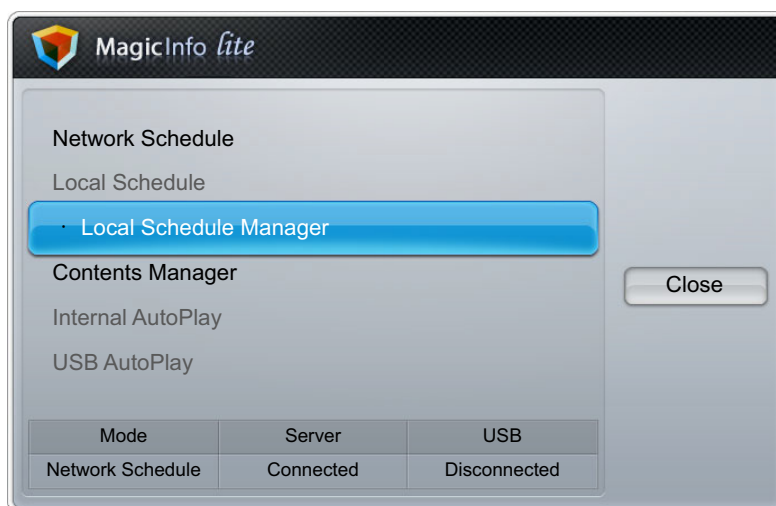 MagicInfo lite
Network Schedule
Local Schedule
· Local Schedule Manager
Contents Manager
Close
Internal AutoPlay
USB AutoPlay
Mode Server USB
Network Schedule Connected Disconnected